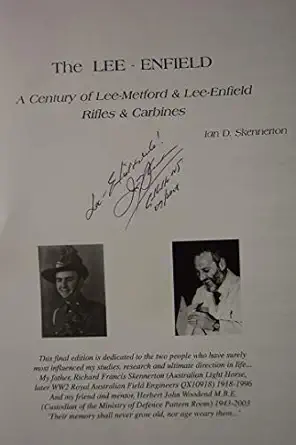 The LEE - ENFIELD
A Century of Lee-Metford & Lee-Enfield
Rifles & Carbines
Ian D. Skennerton
This final edition is dedicated to the two people who have surely
most influenced my studies, research and ultimate direction in life...
My father, Richard Francis Skennerton (Australian Light Horse,
later WW2 Royal Australian Field Engineers QX10918) 1918-1996
And my friend and mentor, Herbert John Woodend M.B.E.
(Custodian of the Ministry of Defence Pattern Room) 1943-2003
'Their memory shall never grow old, nor age weary them...'